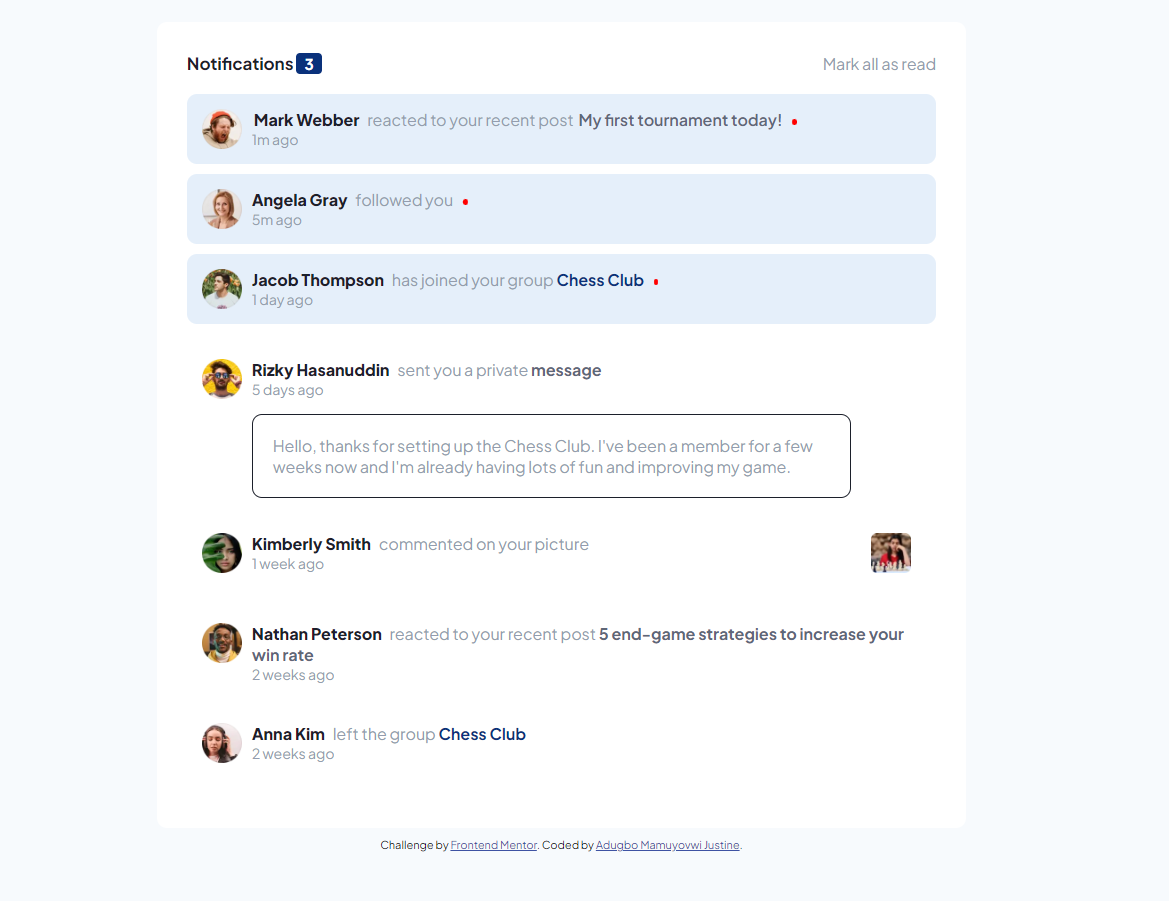 Notifications 3 Mark all as read
Mark Webber reacted to your recent post My first tournament today!
1m ago
Angela Gray followed you
5m ago
Jacob Thompson has joined your group Chess Club
1 day ago
Rizky Hasanuddin sent you a private message
5 days ago
Hello, thanks for setting up the Chess Club. I've been a member for a few
weeks now and I'm already having lots of fun and improving my game.
Kimberly Smith commented on your picture
1 week ago
Nathan Peterson reacted to your recent post 5 end-game strategies to increase your
win rate
2 weeks ago
Anna Kim left the group Chess Club
2 weeks ago
Challenge by Frontend Mentor. Coded by Adugbo Mamuyovwi Justine.